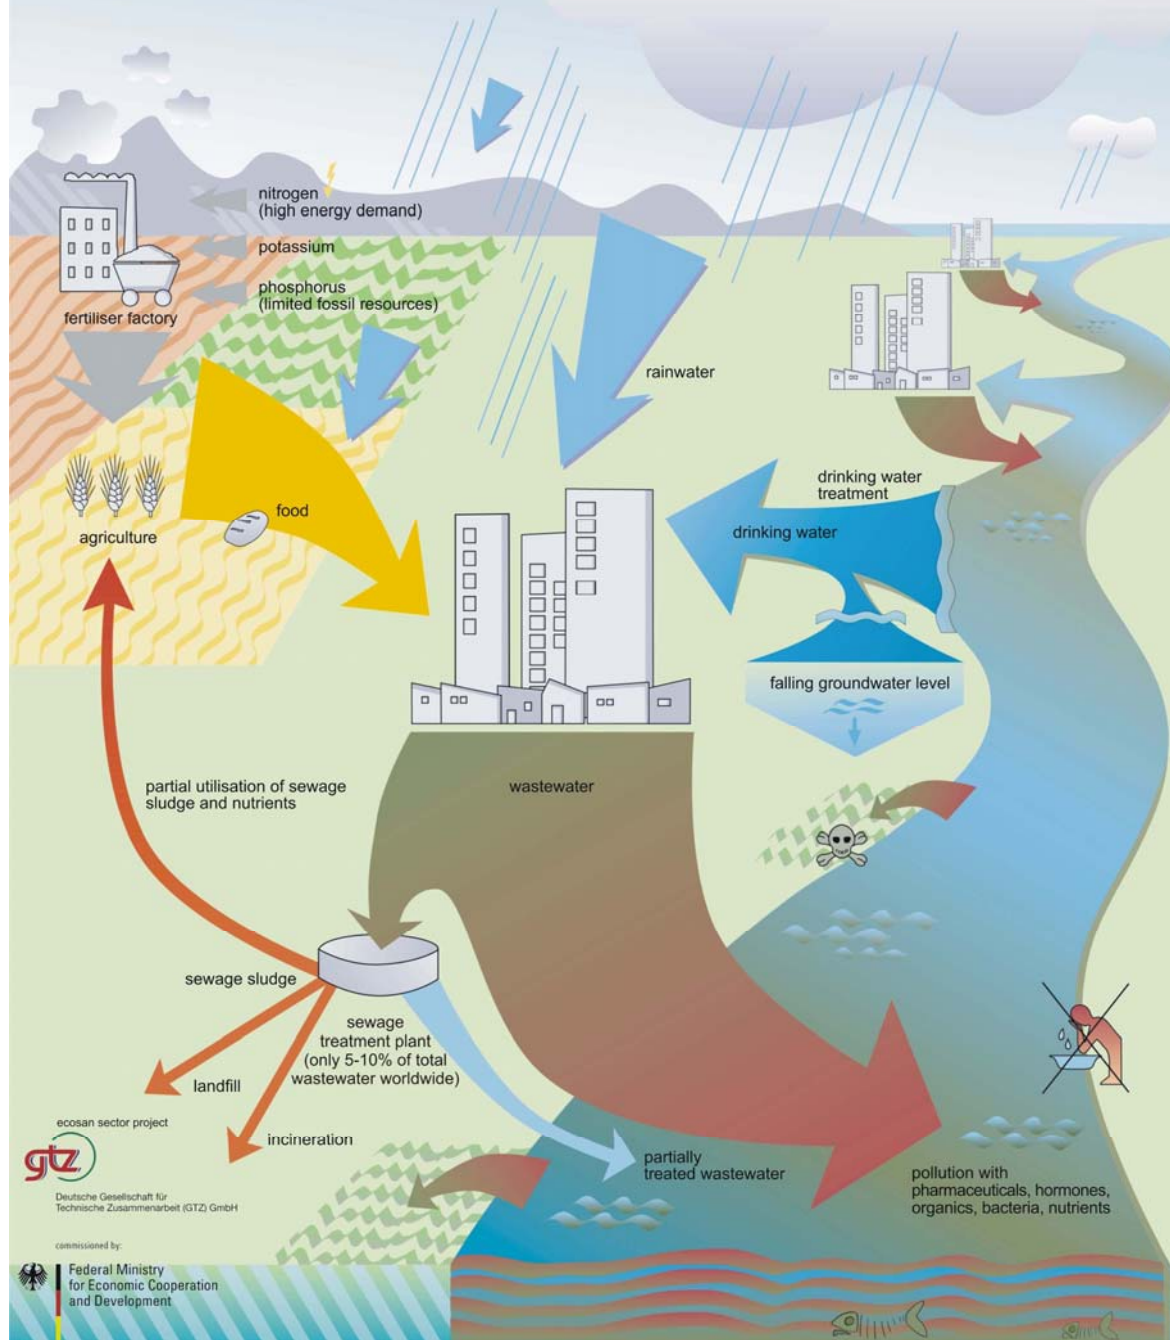 nitrogen
(high energy demand)
potassium
phosphorus
(limited fossil resources)
fertiliser factory
rainwater
drinking water
treatment
food
drinking water
agriculture
falling groundwater level
partial utilisation of sewage
sludge and nutrients
wastewater
sewage sludge
sewage
treatment plant
(only 5-10% of total
wastewater worldwide)
landfill
incineration
partially
treated wastewater
pollution with
pharmaceuticals, hormones,
organics, bacteria, nutrients
ecosan sector project
gtz
Deutsche Gesellschaft für
Technische Zusammenarbeit (GTZ) GmbH
commissioned by:
Federal Ministry
for Economic Cooperation
and Development